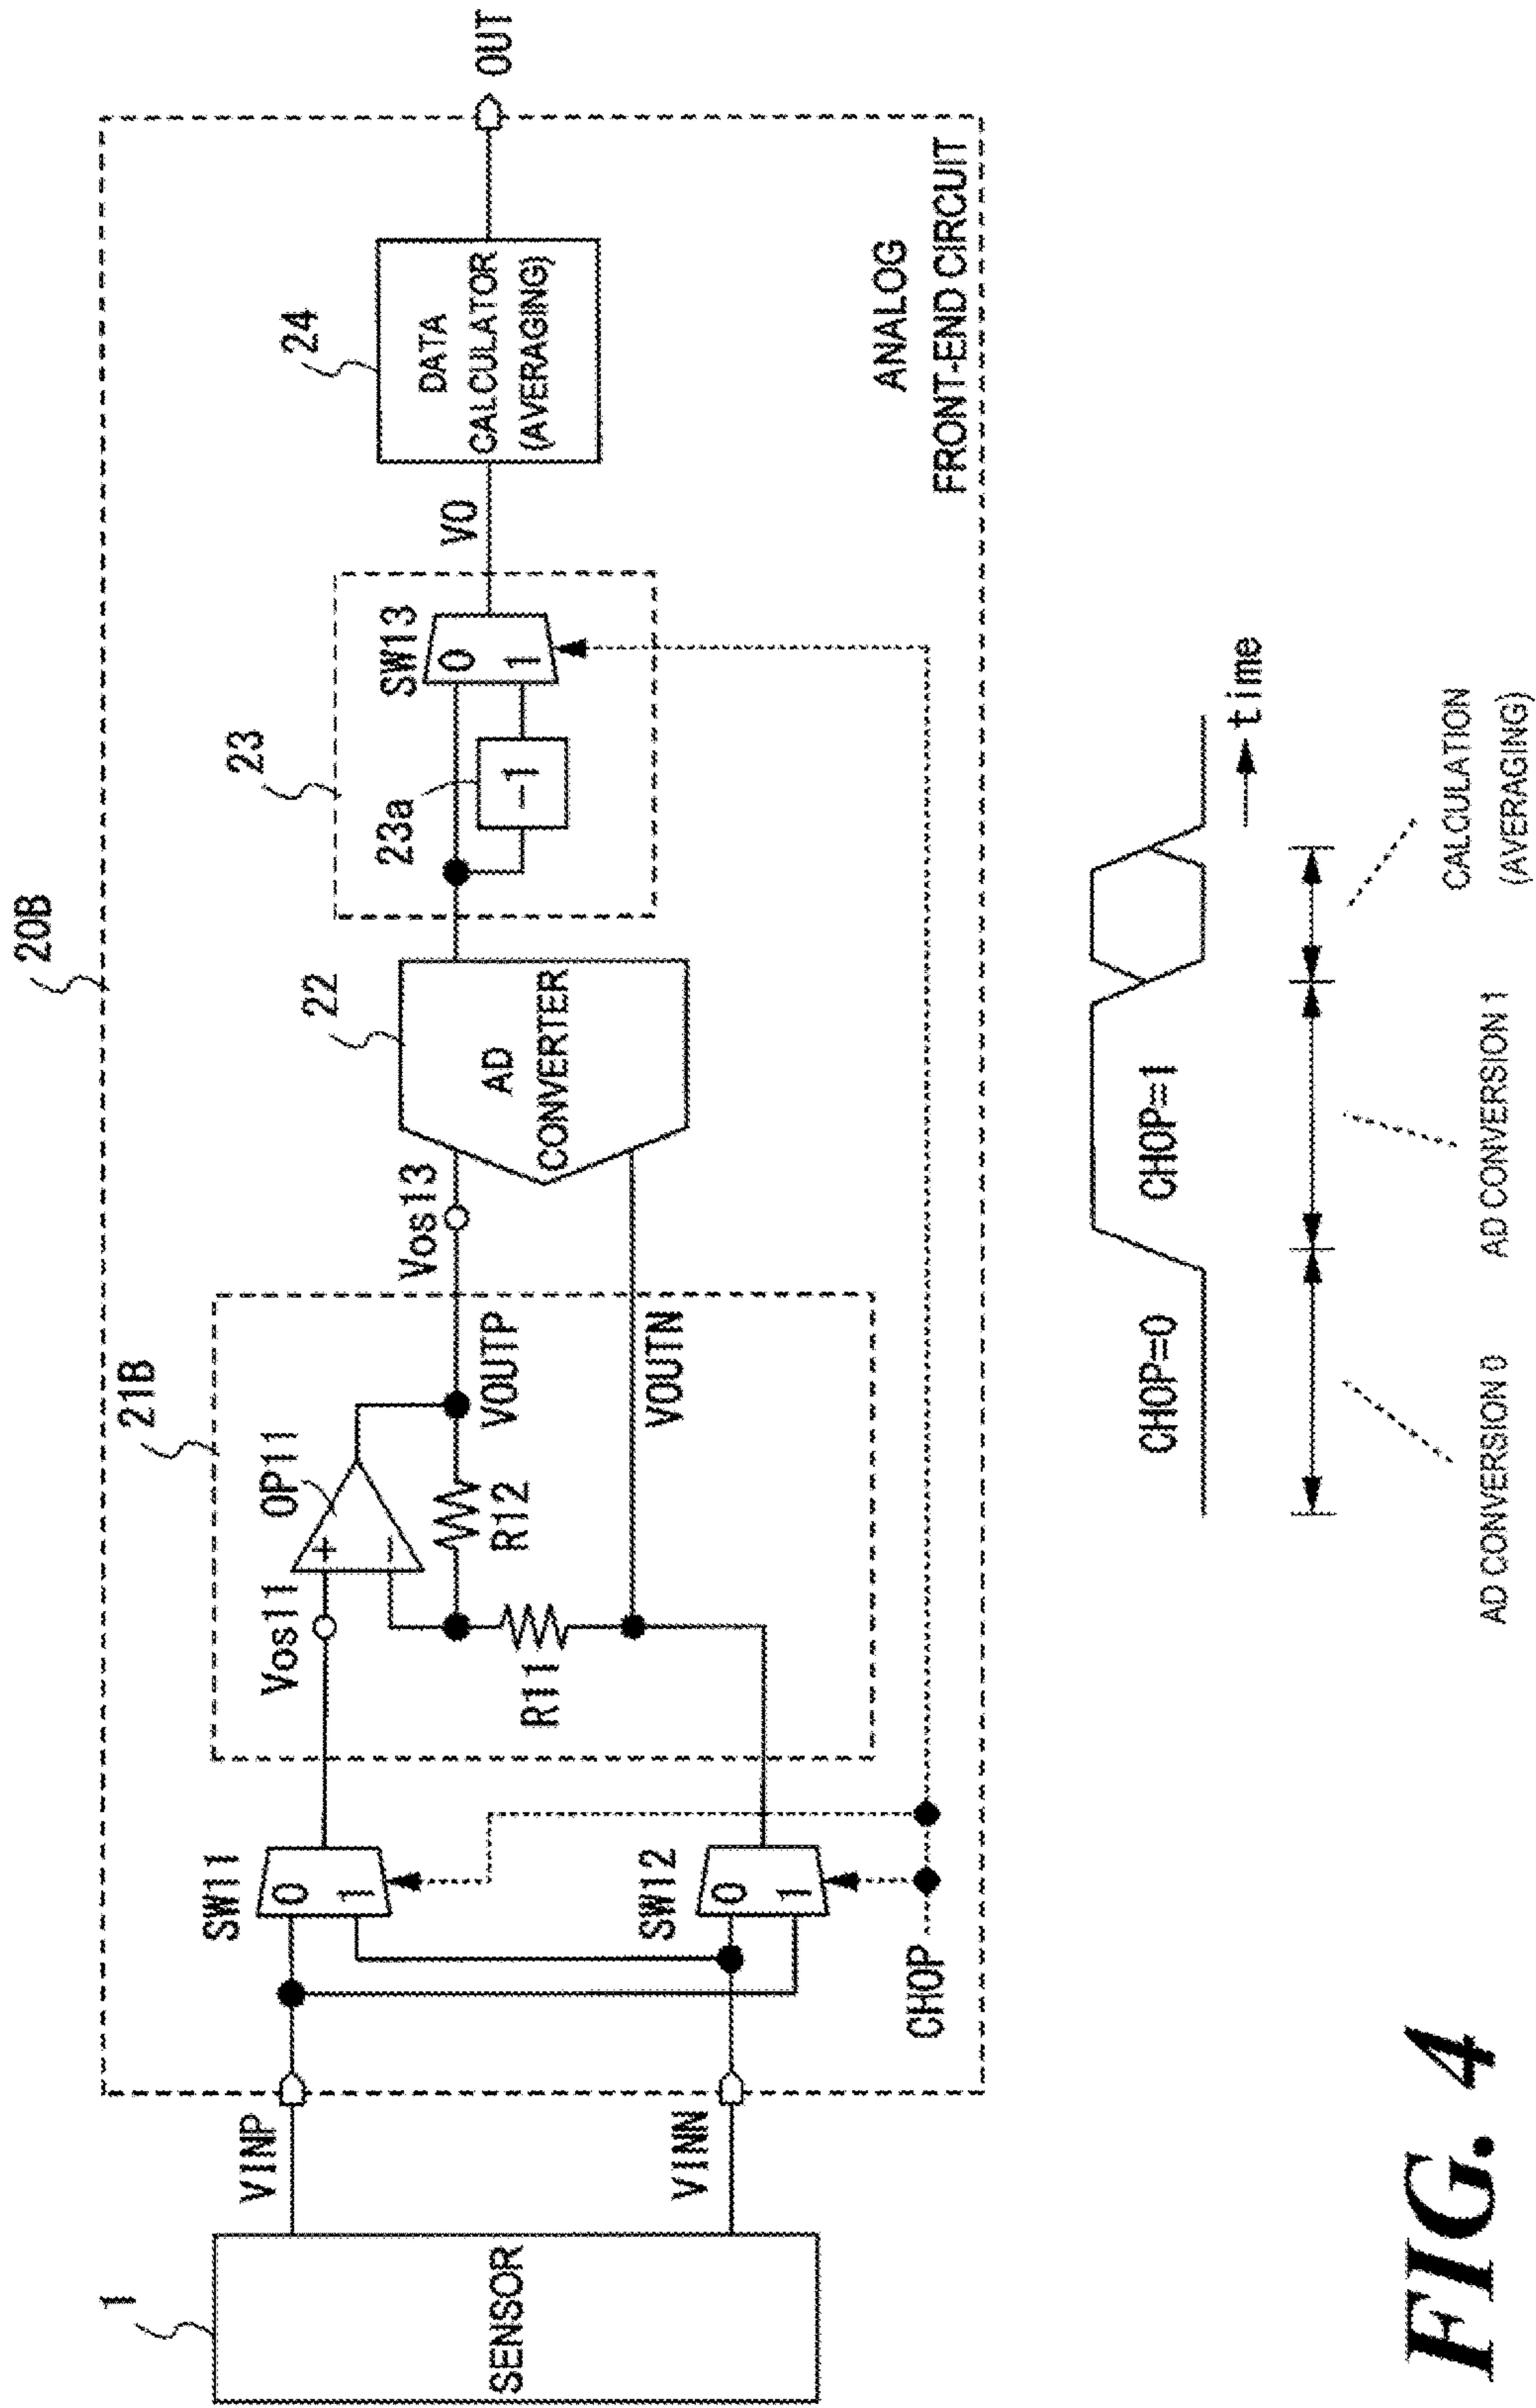 20B
21B
22
23
24
1
SENSOR
VINP
VINN
SW11
0
1
SW12
0
1
CHOP
Vos11
OP11
+
−
R11
R12
VOUTP
VOUTN
Vos13
AD
CONVERTER
23a
−1
SW13
0
1
VO
DATA
CALCULATOR
(AVERAGING)
OUT
ANALOG
FRONT-END CIRCUIT
CHOP=0
CHOP=1
time
AD CONVERSION 0
AD CONVERSION 1
CALCULATION
(AVERAGING)
FIG. 4